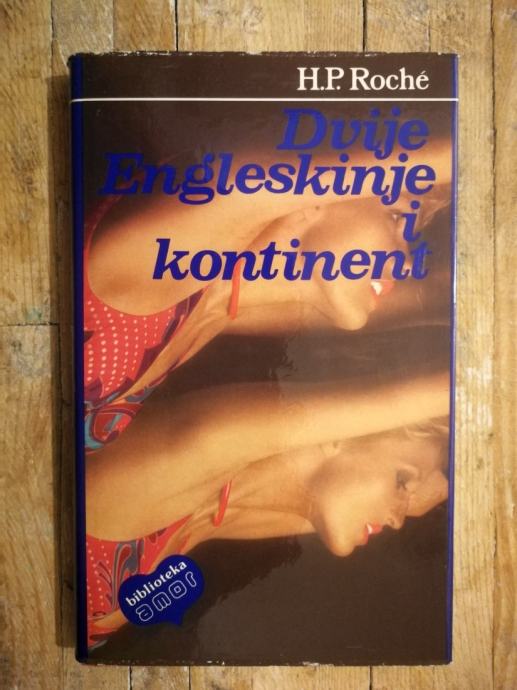 H.P. Roché
Dvije
Engleskinje
i
kontinent
biblioteka
amor